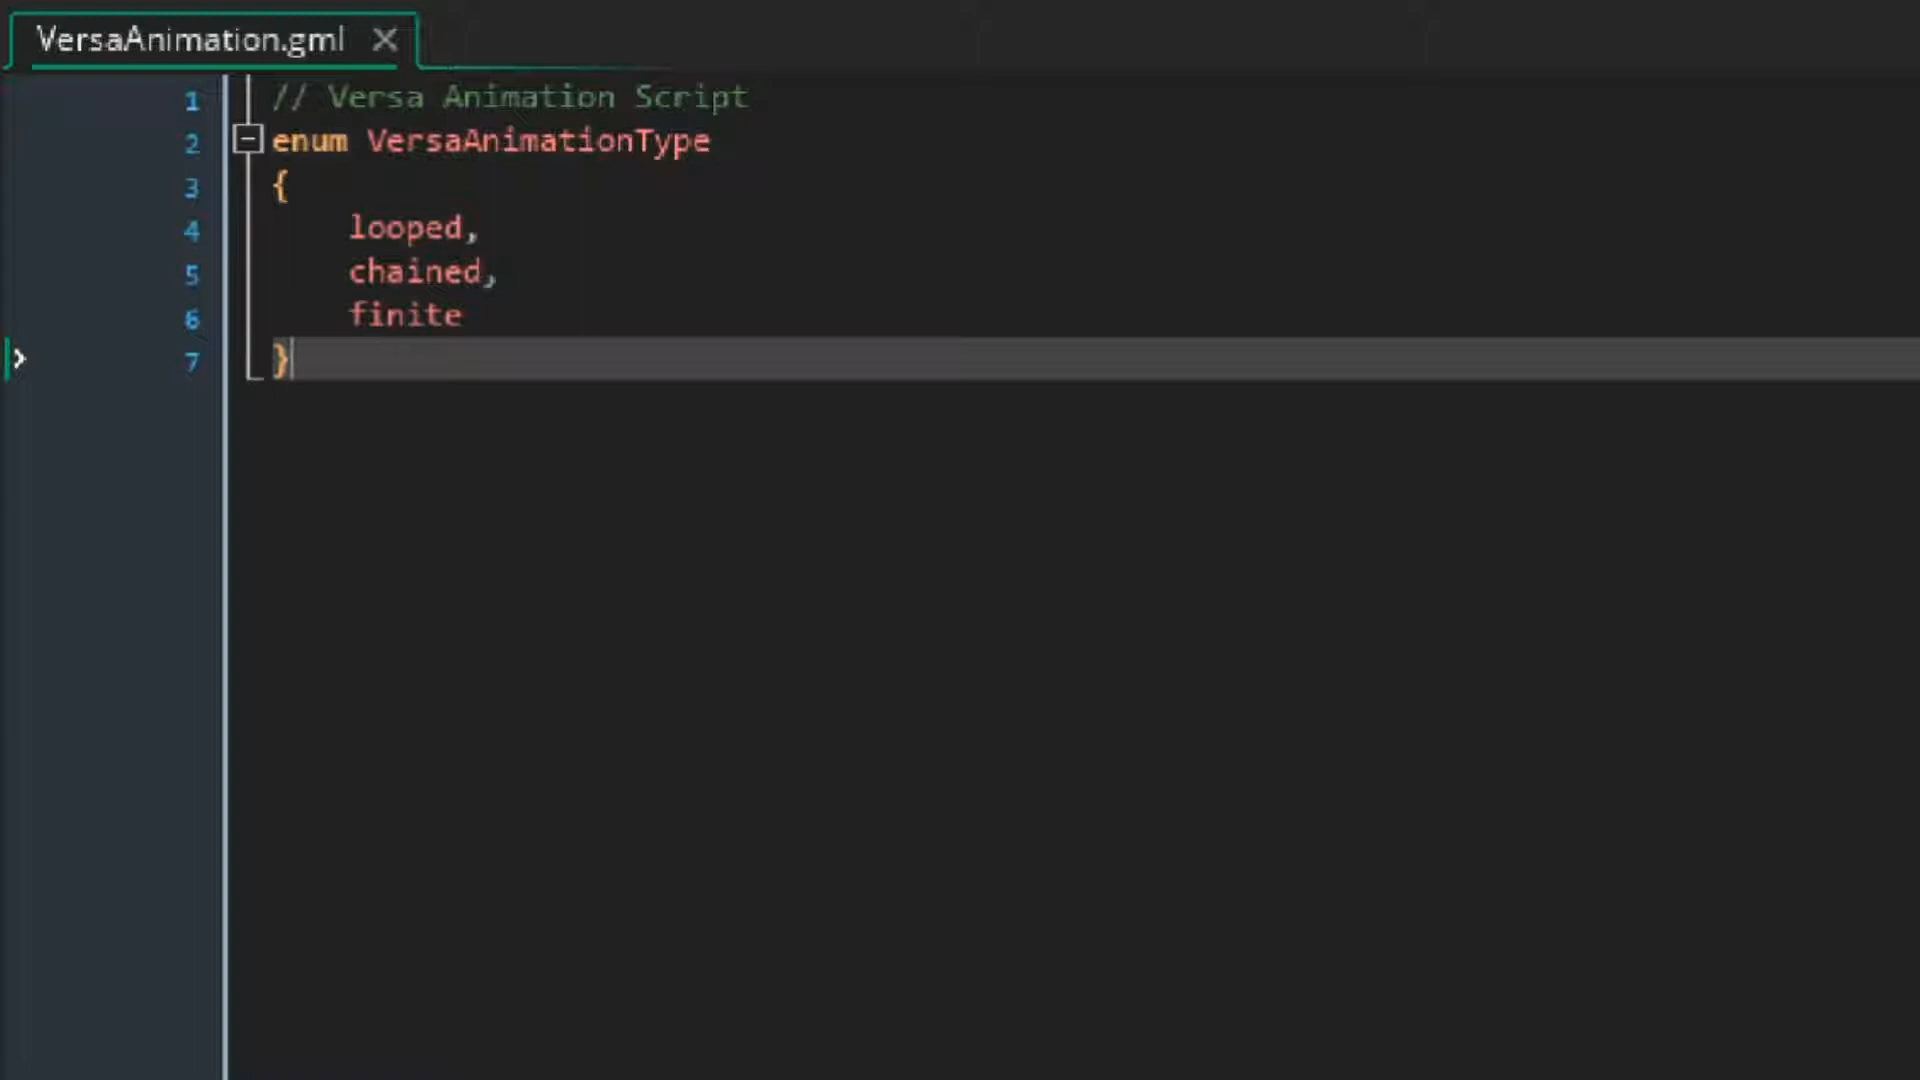 VersaAnimation.gml
1 // Versa Animation Script
2 enum VersaAnimationType
3 {
4 looped,
5 chained,
6 finite
7 }